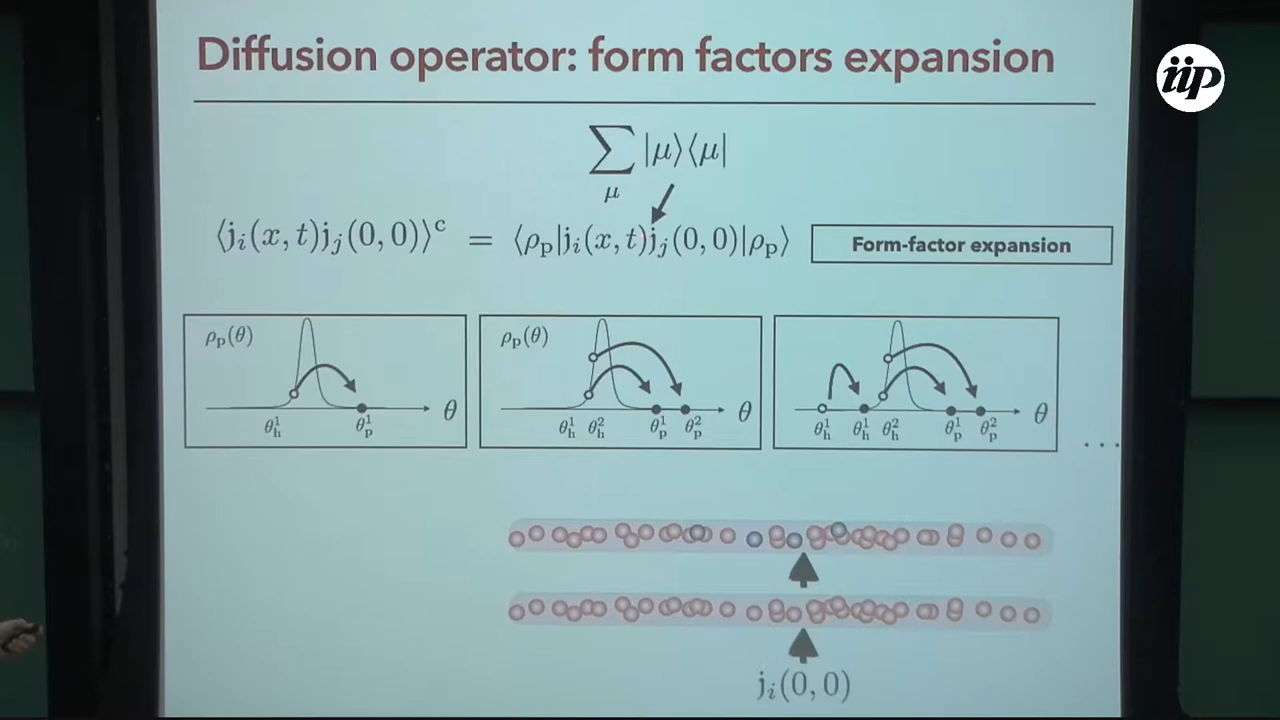 Diffusion operator: form factors expansion
iip
∑ |μ⟩⟨μ|
μ
⟨j_i(x, t)j_j(0, 0)⟩^c = ⟨ρ_p|j_i(x, t)j_j(0, 0)|ρ_p⟩
Form-factor expansion
ρ_p(θ)
θ
θ_h^1 θ_p^1
ρ_p(θ)
θ
θ_h^1 θ_h^2 θ_p^1 θ_p^2
θ
θ_h^1 θ_h^1 θ_h^2 θ_p^1 θ_p^2
...
j_i(0, 0)